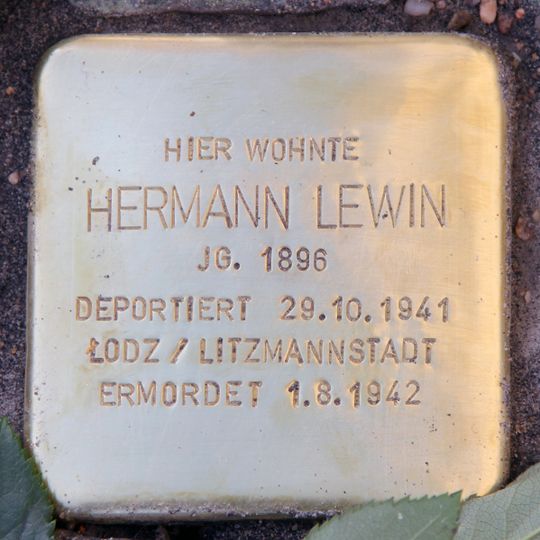 HIER WOHNTE
HERMANN LEWIN
JG. 1896
DEPORTIERT 29.10.1941
ŁODZ / LITZMANNSTADT
ERMORDET 1.8.1942